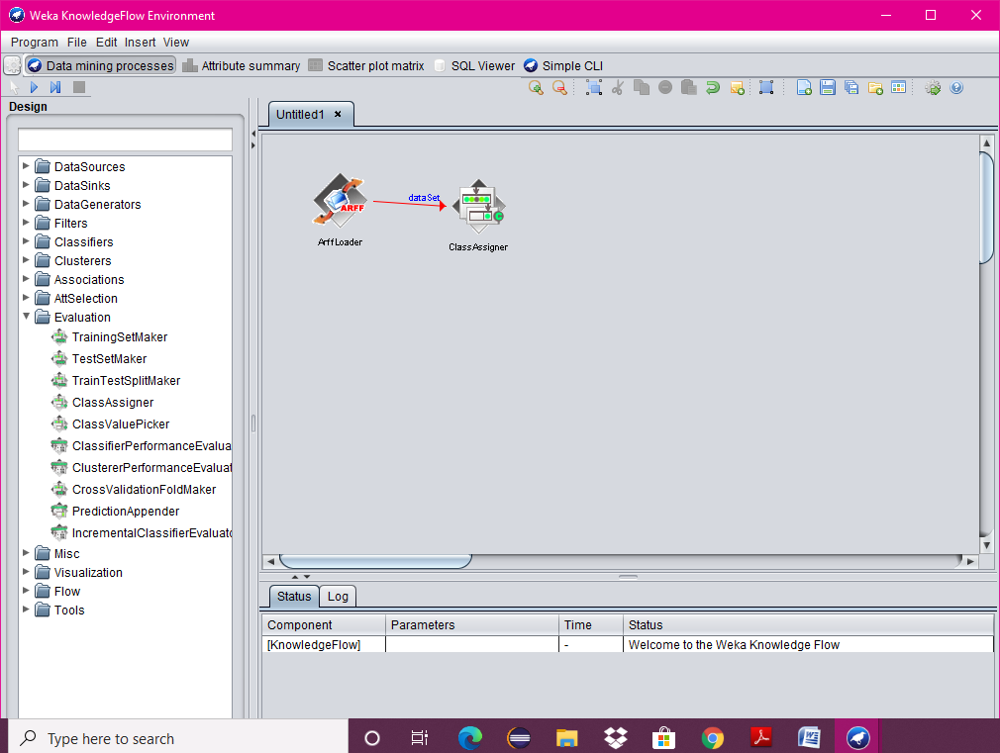 Weka KnowledgeFlow Environment
Program File Edit Insert View
Data mining processes Attribute summary Scatter plot matrix SQL Viewer Simple CLI
Design
Untitled1
DataSources
DataSinks
DataGenerators
Filters
Classifiers
Clusterers
Associations
AttSelection
Evaluation
TrainingSetMaker
TestSetMaker
TrainTestSplitMaker
ClassAssigner
ClassValuePicker
ClassifierPerformanceEvalua
ClustererPerformanceEvaluat
CrossValidationFoldMaker
PredictionAppender
IncrementalClassifierEvaluato
Misc
Visualization
Flow
Tools
ARFF
dataSet
ArffLoader
ClassAssigner
Status Log
Component Parameters Time Status
[KnowledgeFlow] - Welcome to the Weka Knowledge Flow
Type here to search